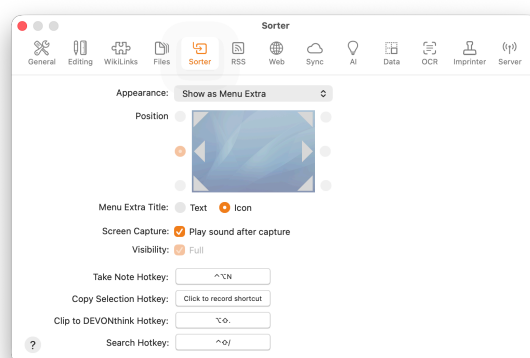 Sorter
General Editing WikiLinks Files Sorter RSS Web Sync AI Data OCR Imprinter Server
Appearance: Show as Menu Extra
Position
Menu Extra Title: Text Icon
Screen Capture: Play sound after capture
Visibility: Full
Take Note Hotkey: ⌃⌥N
Copy Selection Hotkey: Click to record shortcut
Clip to DEVONthink Hotkey: ⌥⇧.
Search Hotkey: ⌃⇧/
?